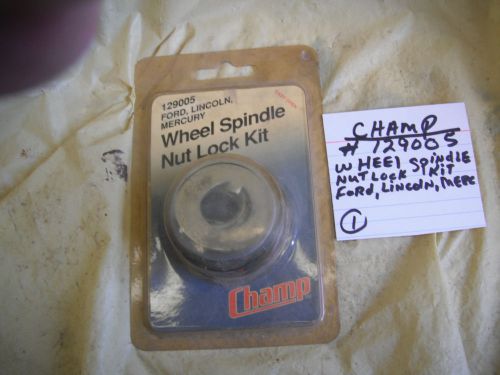 129005
FORD, LINCOLN,
MERCURY
Wheel Spindle
Nut Lock Kit
Champ
CHAMP
# 129005
WHEEL SPINDLE
NUT LOCK KIT
FORD, LINCOLN, MERC
1